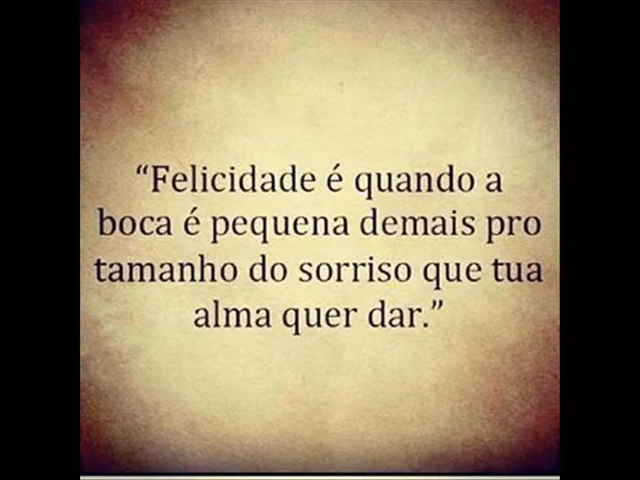 “Felicidade é quando a
boca é pequena demais pro
tamanho do sorriso que tua
alma quer dar.”